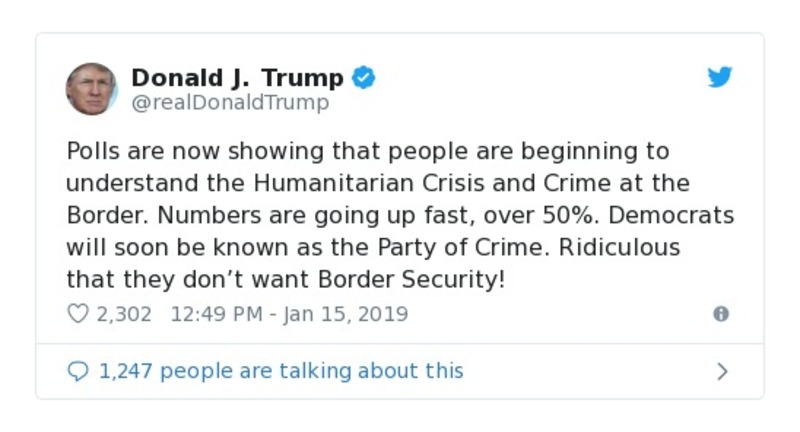 Donald J. Trump
@realDonaldTrump
Polls are now showing that people are beginning to
understand the Humanitarian Crisis and Crime at the
Border. Numbers are going up fast, over 50%. Democrats
will soon be known as the Party of Crime. Ridiculous
that they don’t want Border Security!
2,302 12:49 PM - Jan 15, 2019
1,247 people are talking about this